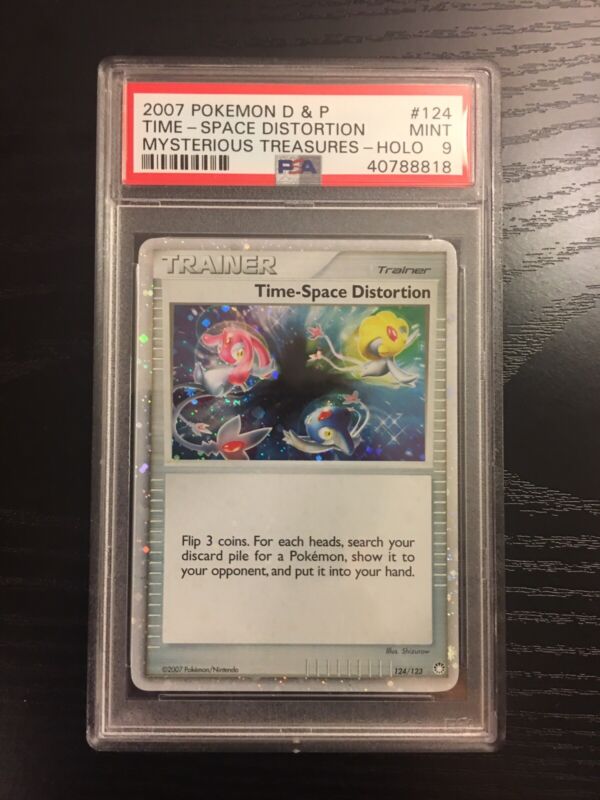 2007 POKEMON D & P #124
TIME - SPACE DISTORTION MINT
MYSTERIOUS TREASURES - HOLO 9
PSA 40788818
TRAINER Trainer
Time-Space Distortion
Flip 3 coins. For each heads, search your
discard pile for a Pokémon, show it to
your opponent, and put it into your hand.
Illus. Shizurow
©2007 Pokémon/Nintendo 124/123